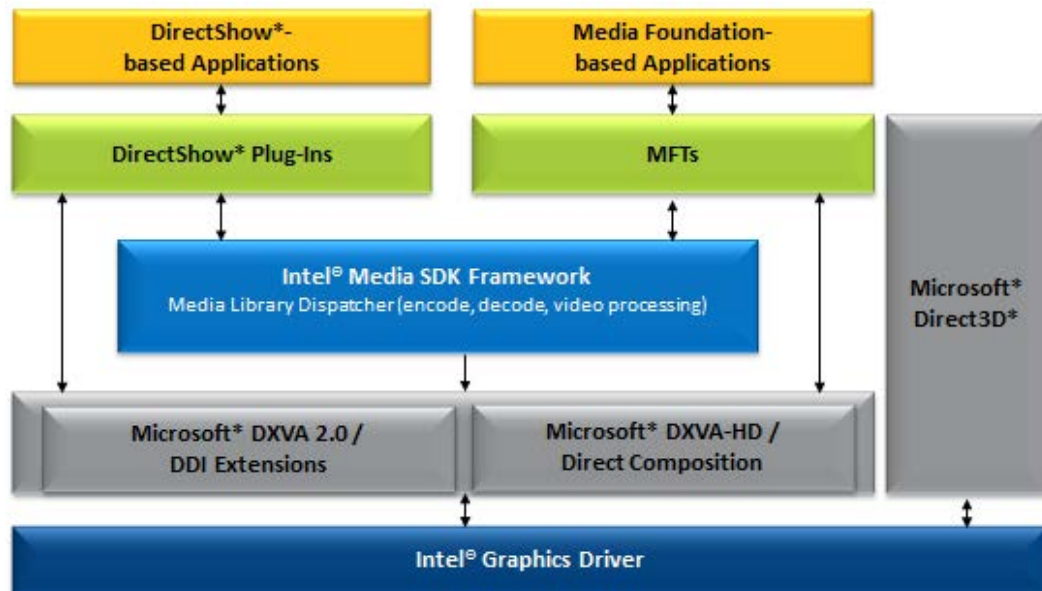 DirectShow*-
based Applications
Media Foundation-
based Applications
DirectShow* Plug-Ins
MFTs
Intel® Media SDK Framework
Media Library Dispatcher (encode, decode, video processing)
Microsoft*
Direct3D*
Microsoft* DXVA 2.0 /
DDI Extensions
Microsoft* DXVA-HD /
Direct Composition
Intel® Graphics Driver